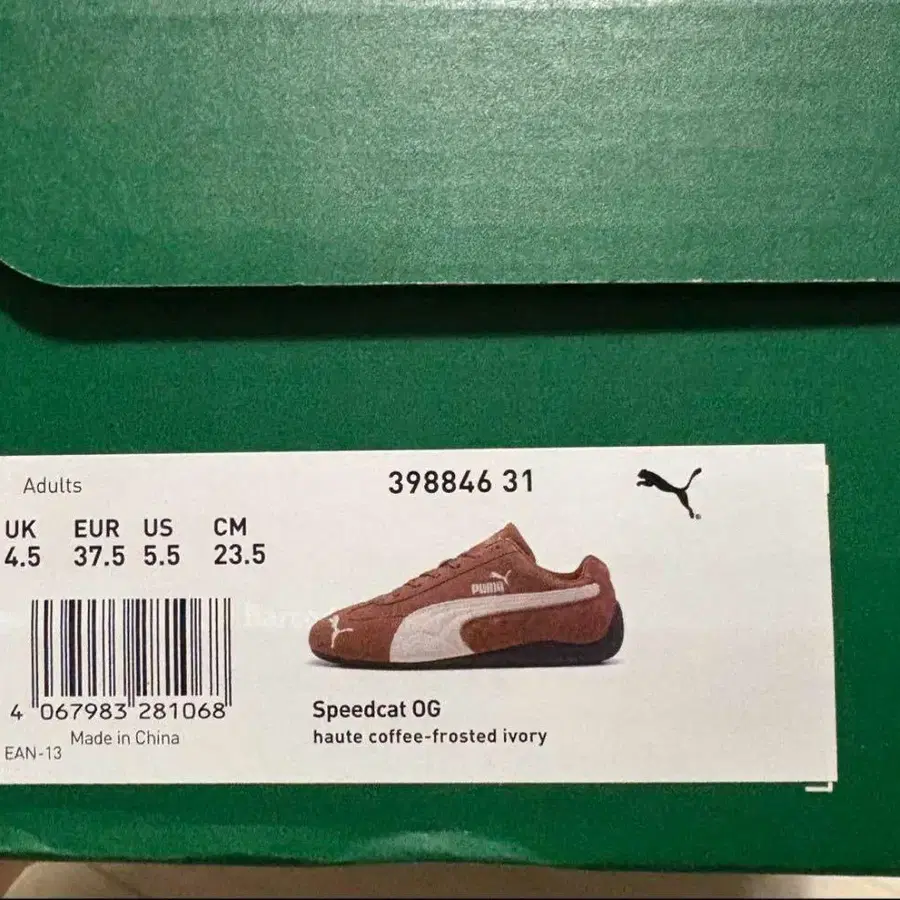 Adults
398846 31
UK EUR US CM
4.5 37.5 5.5 23.5
PUMA
4 067983 281068
Made in China
EAN-13
Speedcat OG
haute coffee-frosted ivory